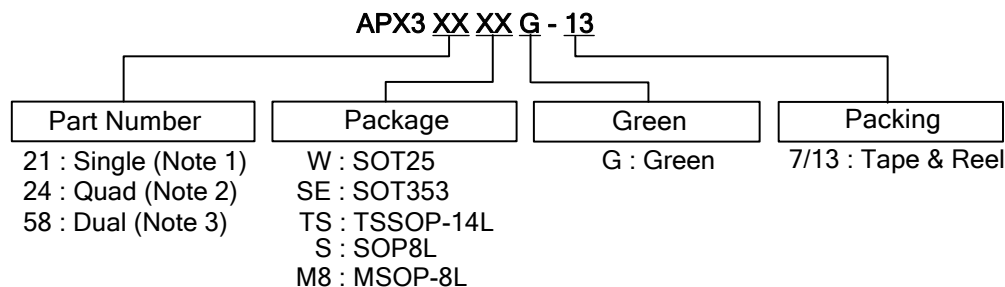 APX3 XX XX G - 13
Part Number
21 : Single (Note 1)
24 : Quad (Note 2)
58 : Dual (Note 3)
Package
W : SOT25
SE : SOT353
TS : TSSOP-14L
S : SOP8L
M8 : MSOP-8L
Green
G : Green
Packing
7/13 : Tape & Reel